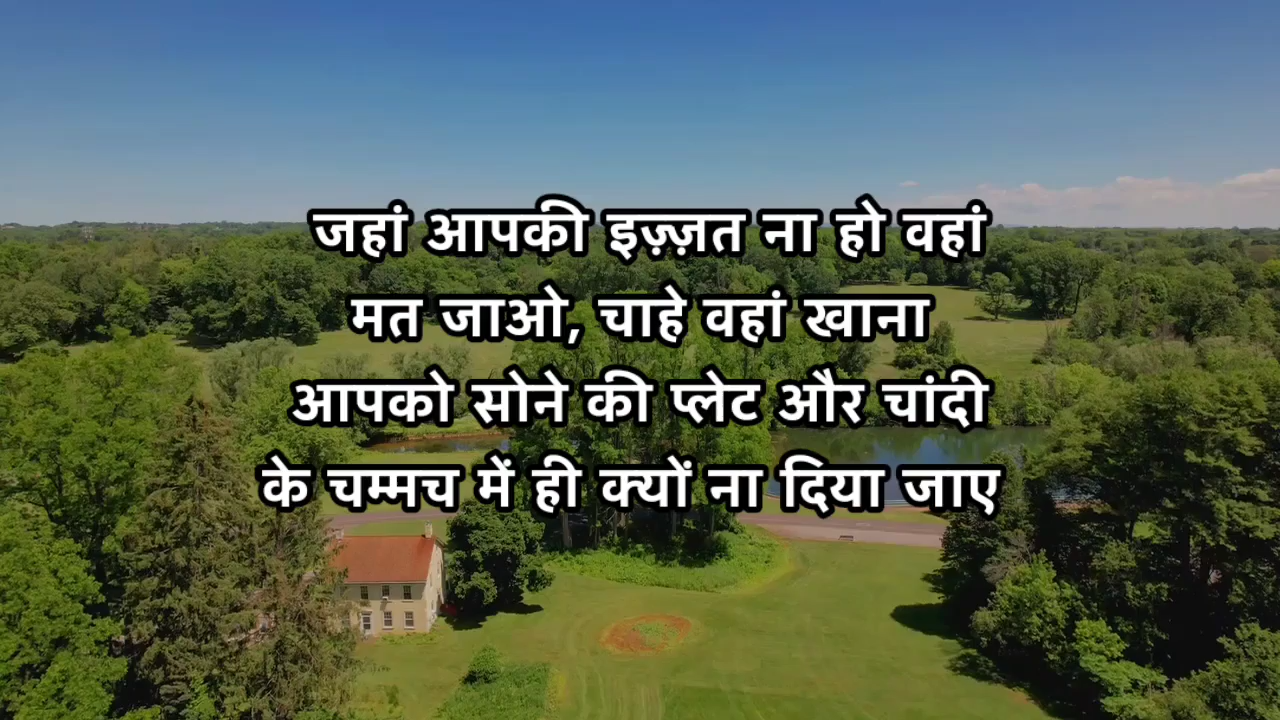 जहां आपकी इज़्ज़त ना हो वहां
मत जाओ, चाहे वहां खाना
आपको सोने की प्लेट और चांदी
के चम्मच में ही क्यों ना दिया जाए